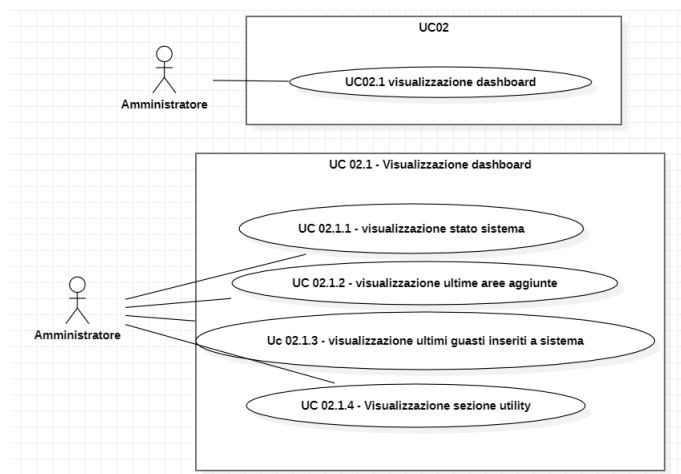 UC02
UC02.1 visualizzazione dashboard
Amministratore
UC 02.1 - Visualizzazione dashboard
UC 02.1.1 - visualizzazione stato sistema
UC 02.1.2 - visualizzazione ultime aree aggiunte
Uc 02.1.3 - visualizzazione ultimi guasti inseriti a sistema
Amministratore
UC 02.1.4 - Visualizzazione sezione utility